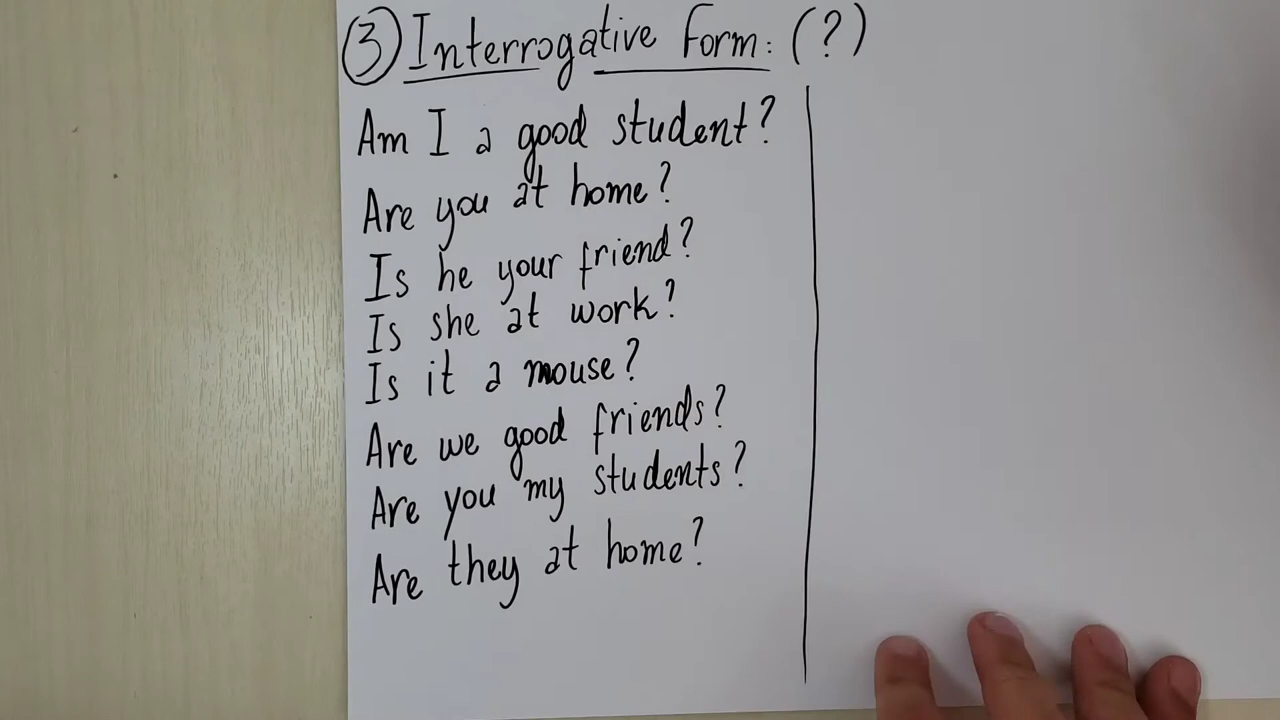 3 Interrogative Form: (?)
Am I a good student?
Are you at home?
Is he your friend?
Is she at work?
Is it a mouse?
Are we good friends?
Are you my students?
Are they at home?